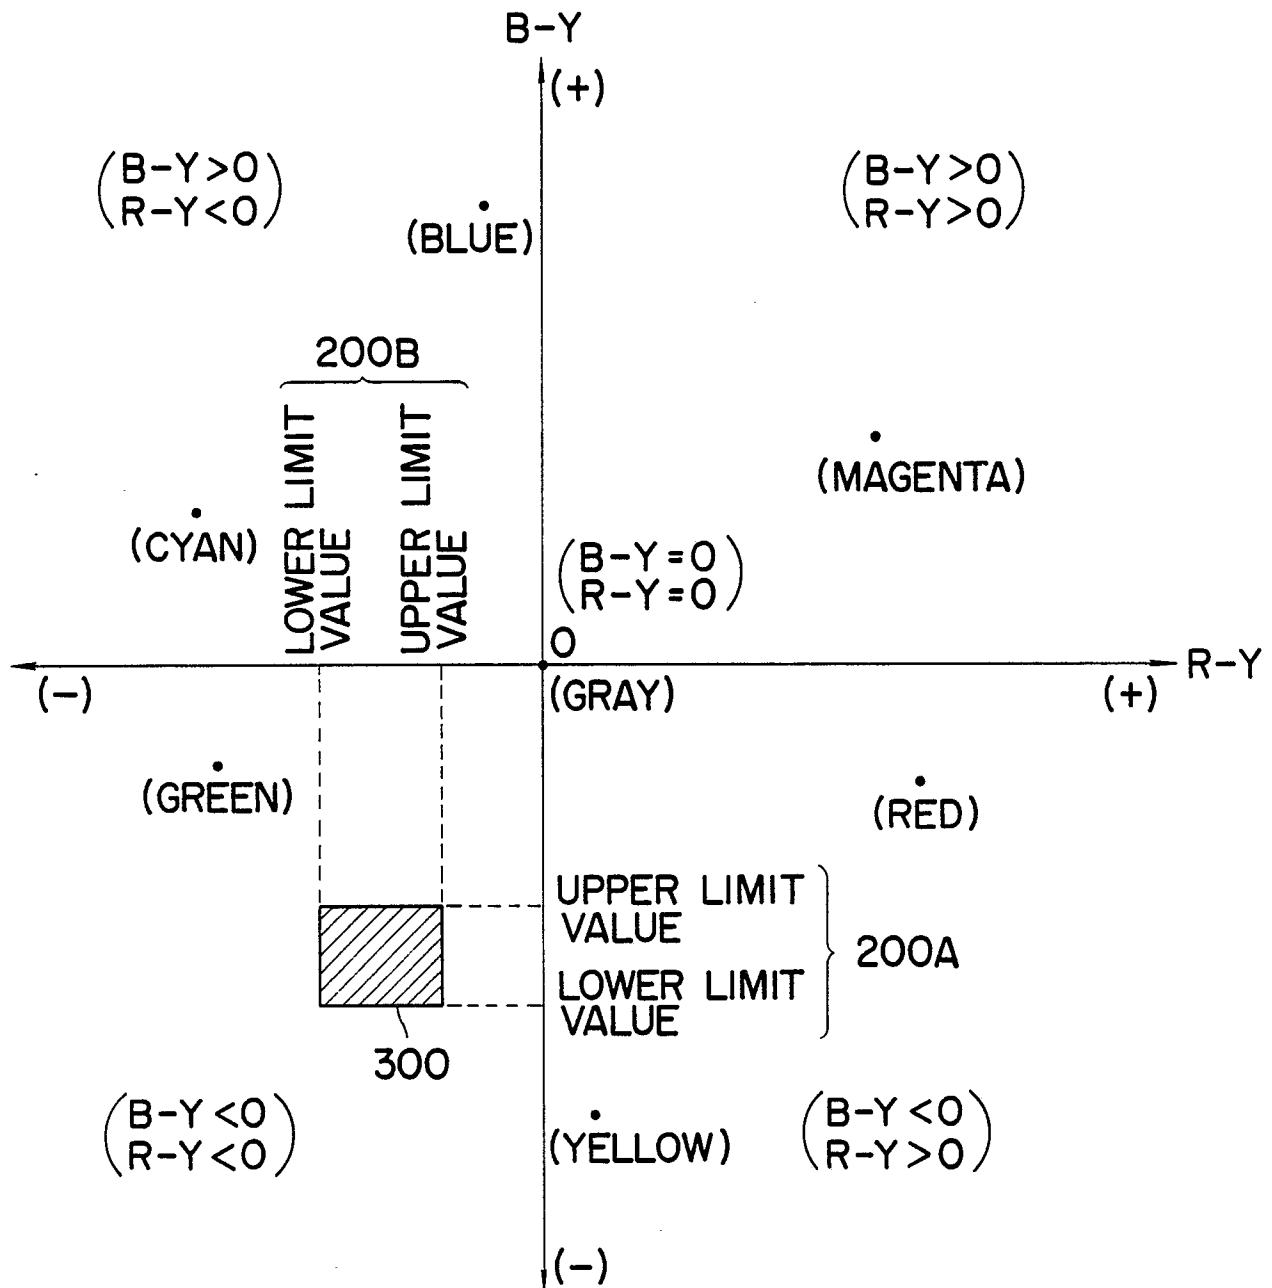 B-Y
(+)
(B-Y>0
R-Y<0)
(B-Y>0
R-Y>0)
(BLUE)
200B
LOWER LIMIT
VALUE
UPPER LIMIT
VALUE
(MAGENTA)
(CYAN)
(B-Y=0
R-Y=0)
0
R-Y
(-)
(GRAY)
(+)
(GREEN)
(RED)
UPPER LIMIT
VALUE
200A
LOWER LIMIT
VALUE
300
(B-Y<0
R-Y<0)
(YELLOW)
(B-Y<0
R-Y>0)
(-)